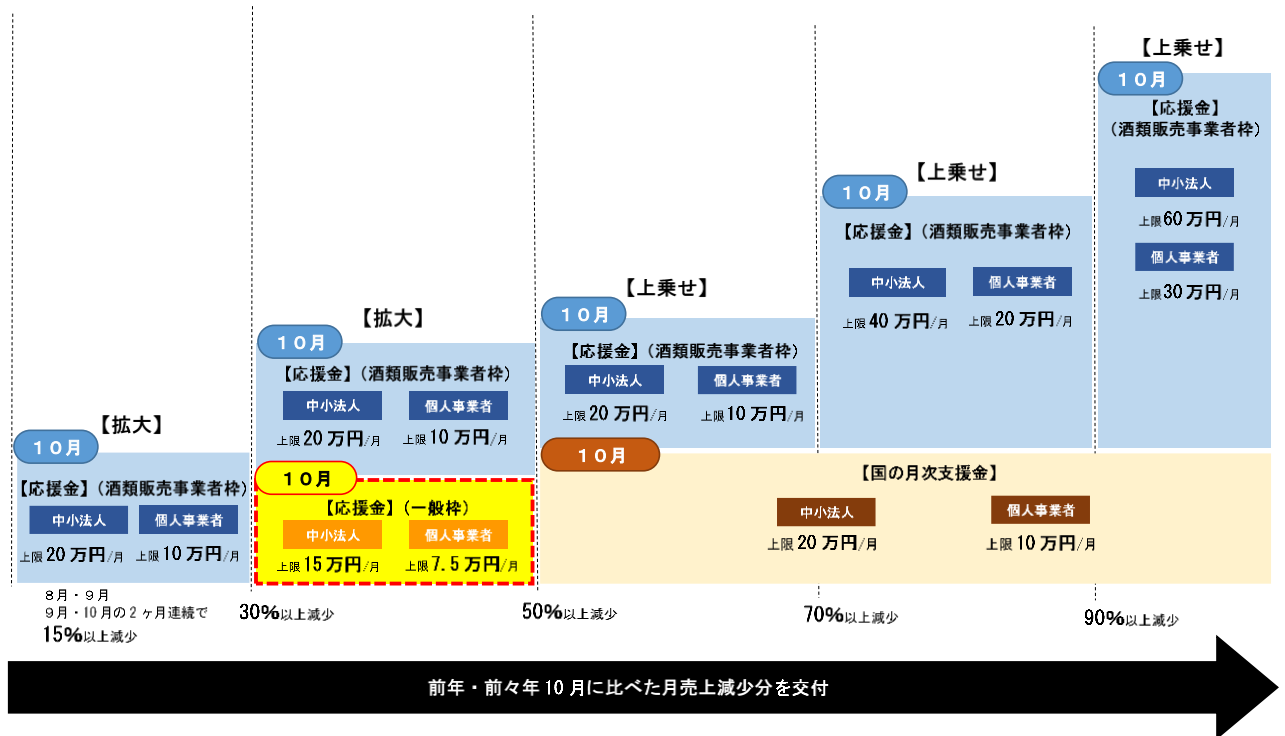 【上乗せ】
１０月
【応援金】
（酒類販売事業者枠）
中小法人
上限60万円/月
個人事業者
上限30万円/月
【上乗せ】
１０月
【応援金】（酒類販売事業者枠）
中小法人 個人事業者
上限40万円/月 上限20万円/月
【上乗せ】
１０月
【応援金】（酒類販売事業者枠）
中小法人 個人事業者
上限20万円/月 上限10万円/月
【拡大】
１０月
【応援金】（酒類販売事業者枠）
中小法人 個人事業者
上限20万円/月 上限10万円/月
【拡大】
１０月
【応援金】（酒類販売事業者枠）
中小法人 個人事業者
上限20万円/月 上限10万円/月
１０月
【応援金】（一般枠）
中小法人 個人事業者
上限15万円/月 上限7.5万円/月
１０月
【国の月次支援金】
中小法人 個人事業者
上限20万円/月 上限10万円/月
８月・９月
９月・10月の２ヶ月連続で
15%以上減少
30%以上減少
50%以上減少
70%以上減少
90%以上減少
前年・前々年10月に比べた月売上減少分を交付